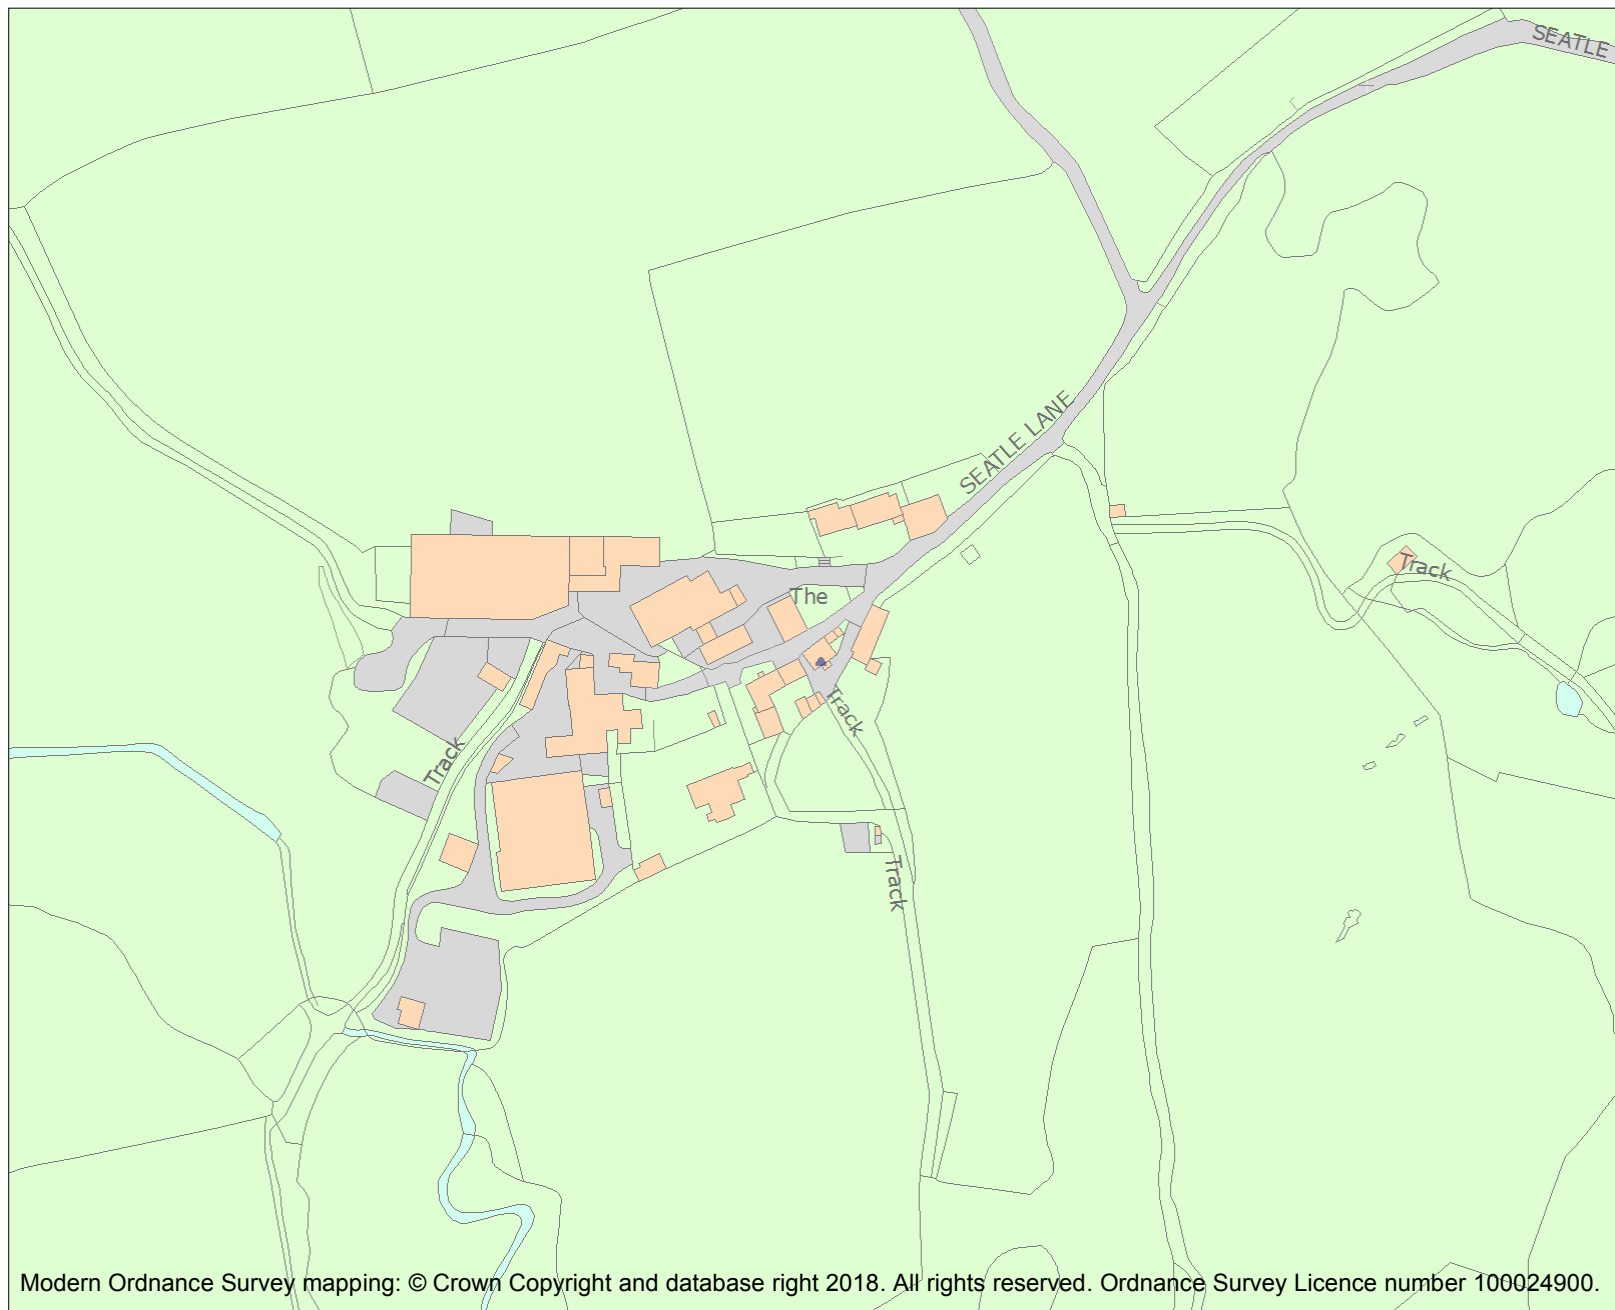 SEATLE
SEATLE LANE
Track
The
Track
Track
Track
Modern Ordnance Survey mapping: © Crown Copyright and database right 2018. All rights reserved. Ordnance Survey Licence number 100024900.